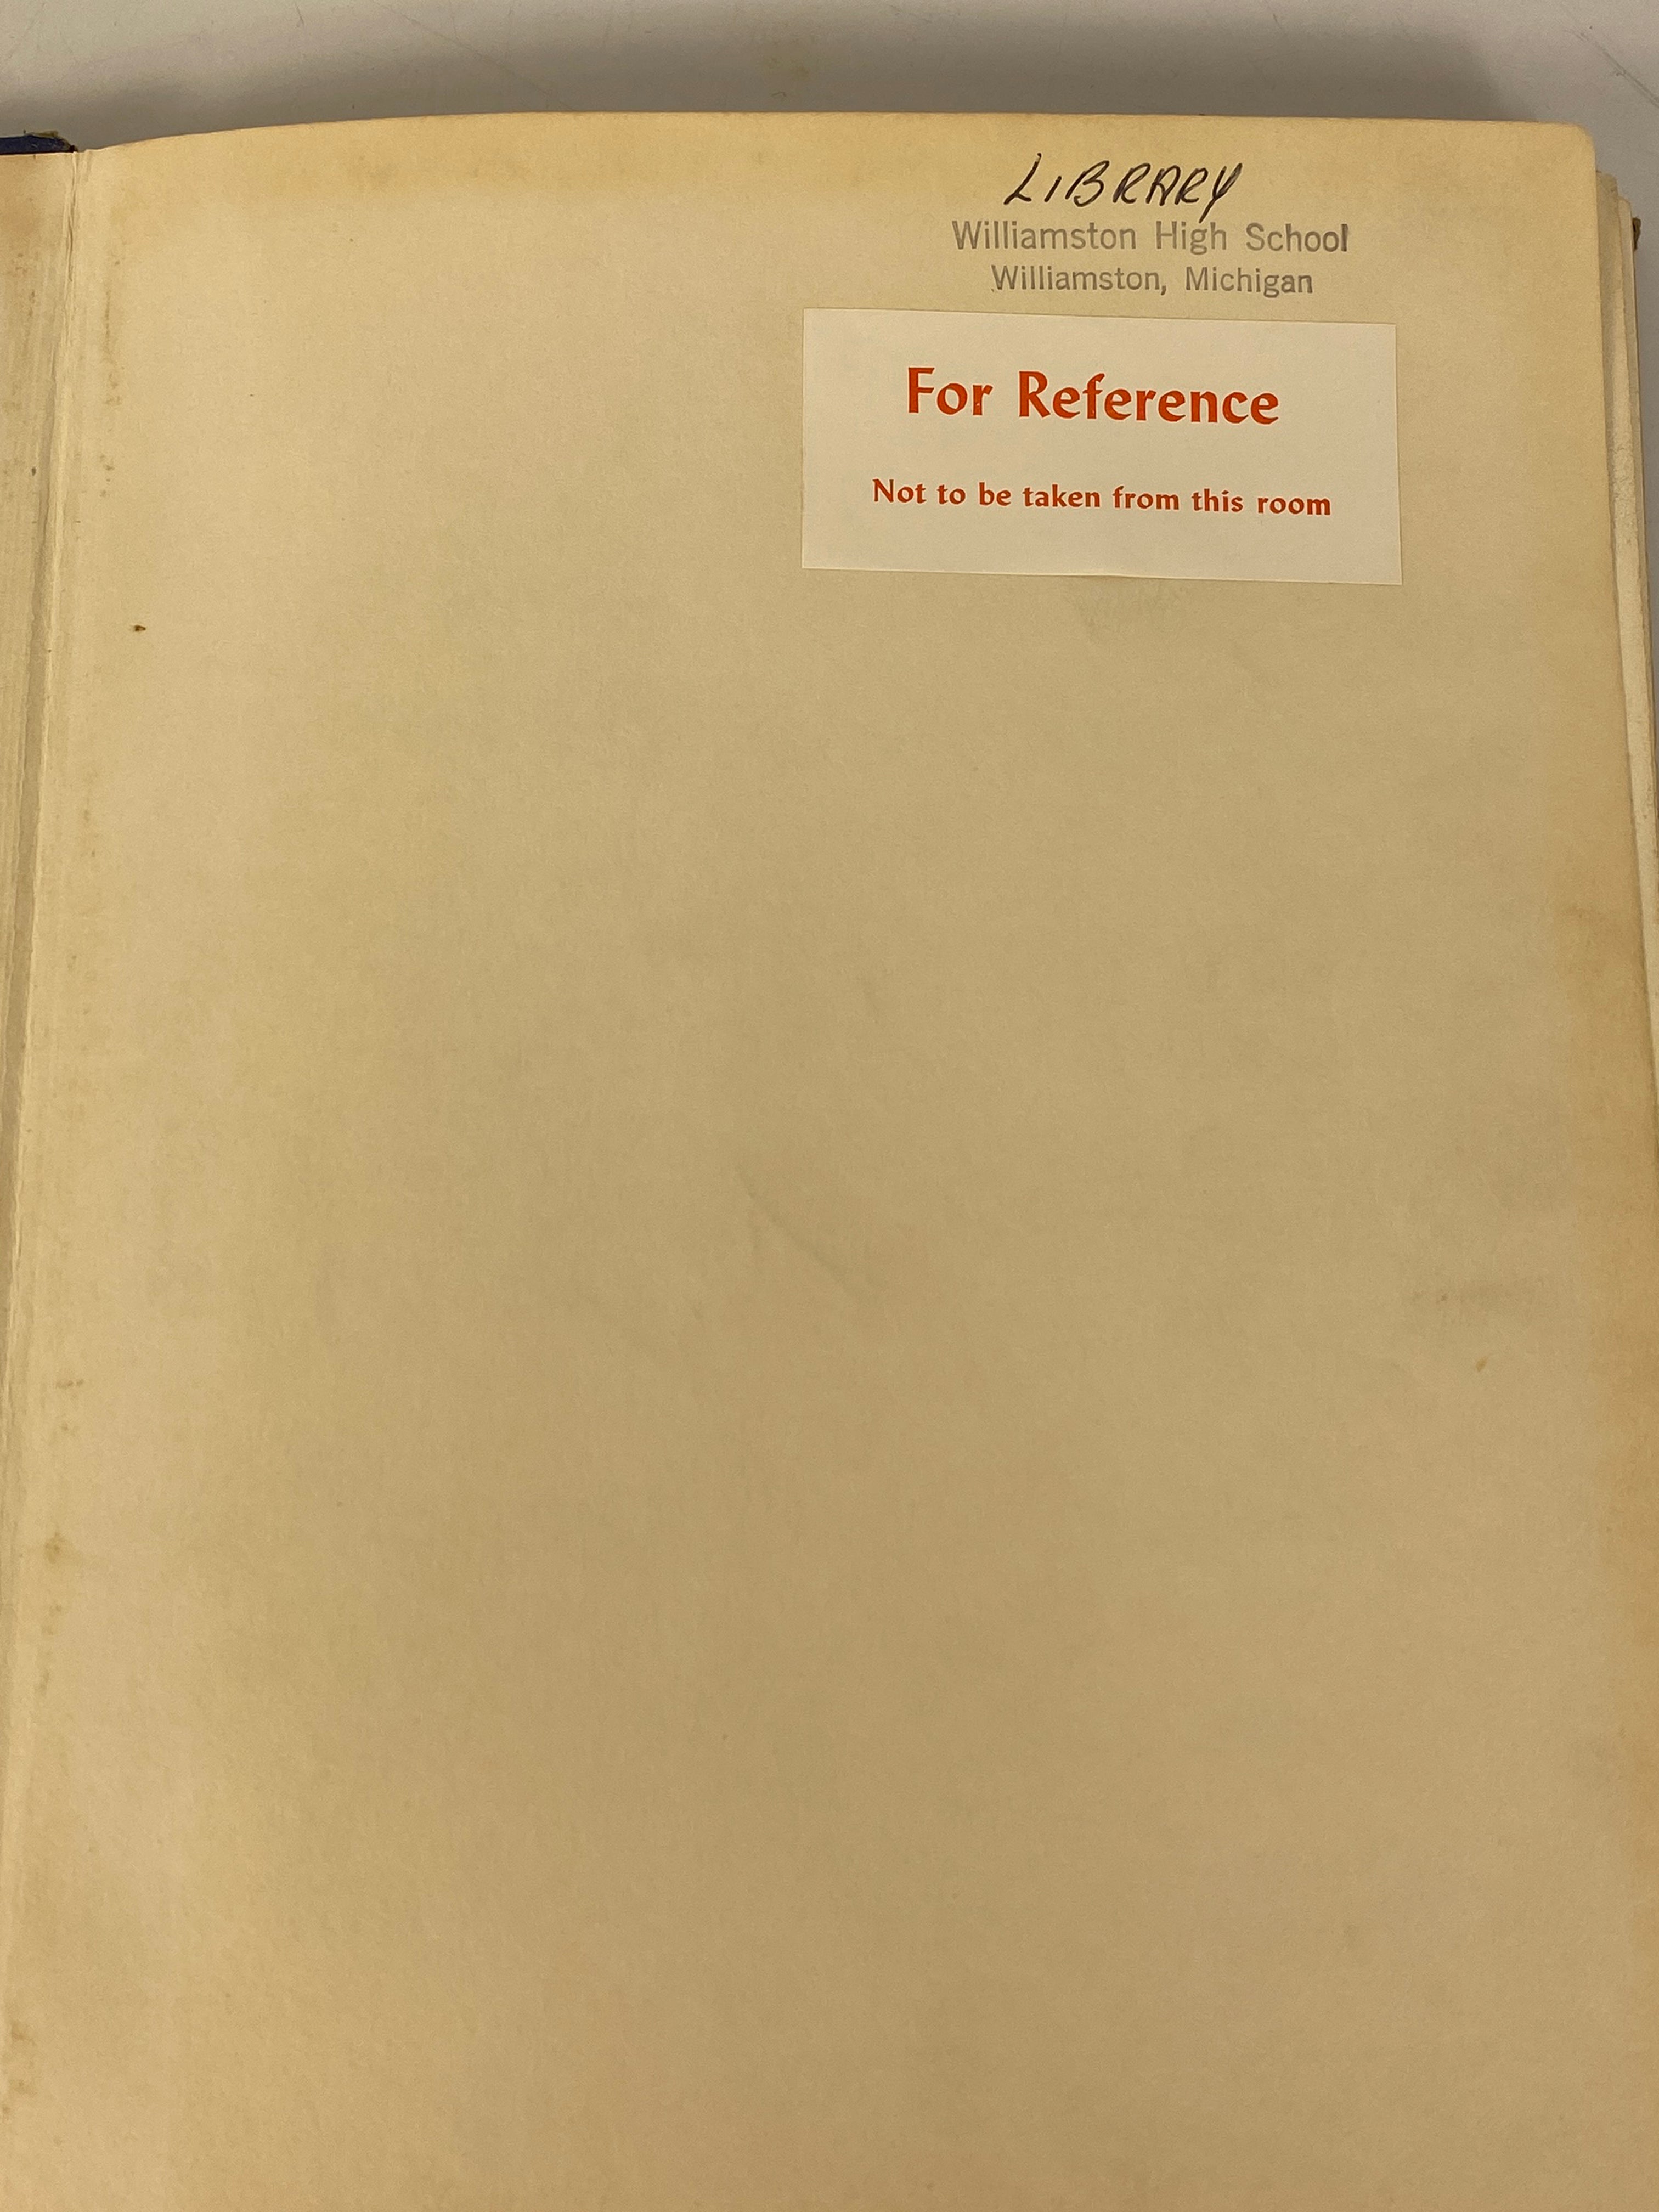 LIBRARY
Williamston High School
Williamston, Michigan
For Reference
Not to be taken from this room